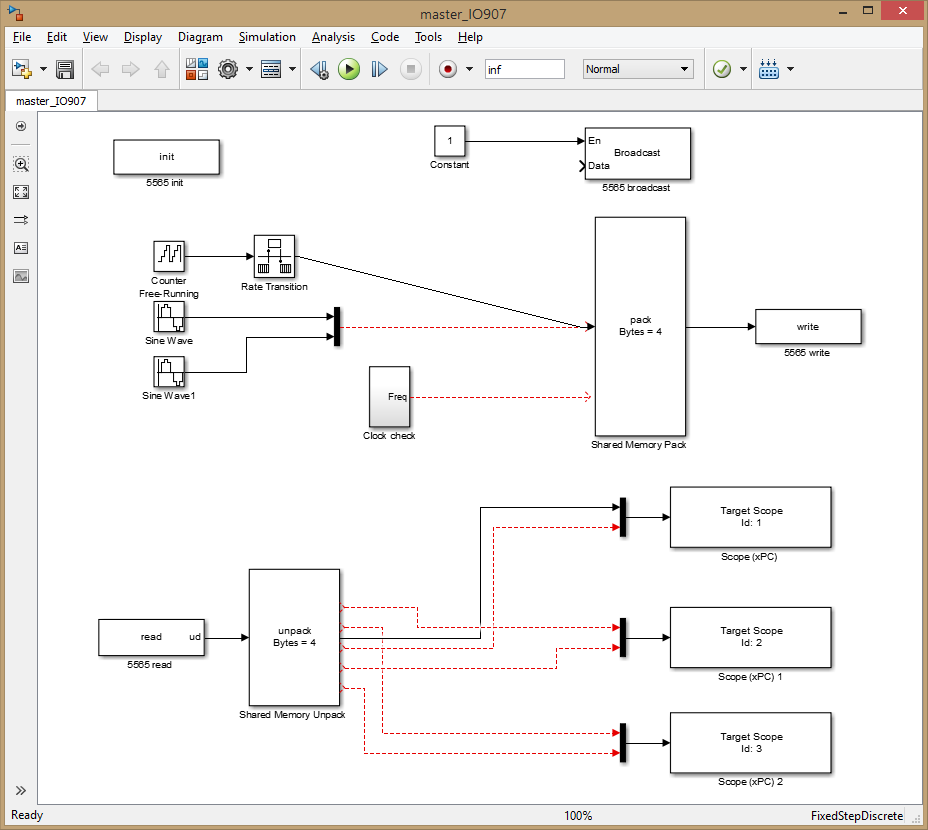 master_IO907
File Edit View Display Diagram Simulation Analysis Code Tools Help
inf
Normal
master_IO907
init
5565 init
1
Constant
En
Broadcast
Data
5565 broadcast
Counter
Free-Running
Rate Transition
Sine Wave
Sine Wave1
Freq
Clock check
pack
Bytes = 4
Shared Memory Pack
write
5565 write
read
ud
5565 read
unpack
Bytes = 4
Shared Memory Unpack
Target Scope
Id: 1
Scope (xPC)
Target Scope
Id: 2
Scope (xPC) 1
Target Scope
Id: 3
Scope (xPC) 2
Ready
100%
FixedStepDiscrete